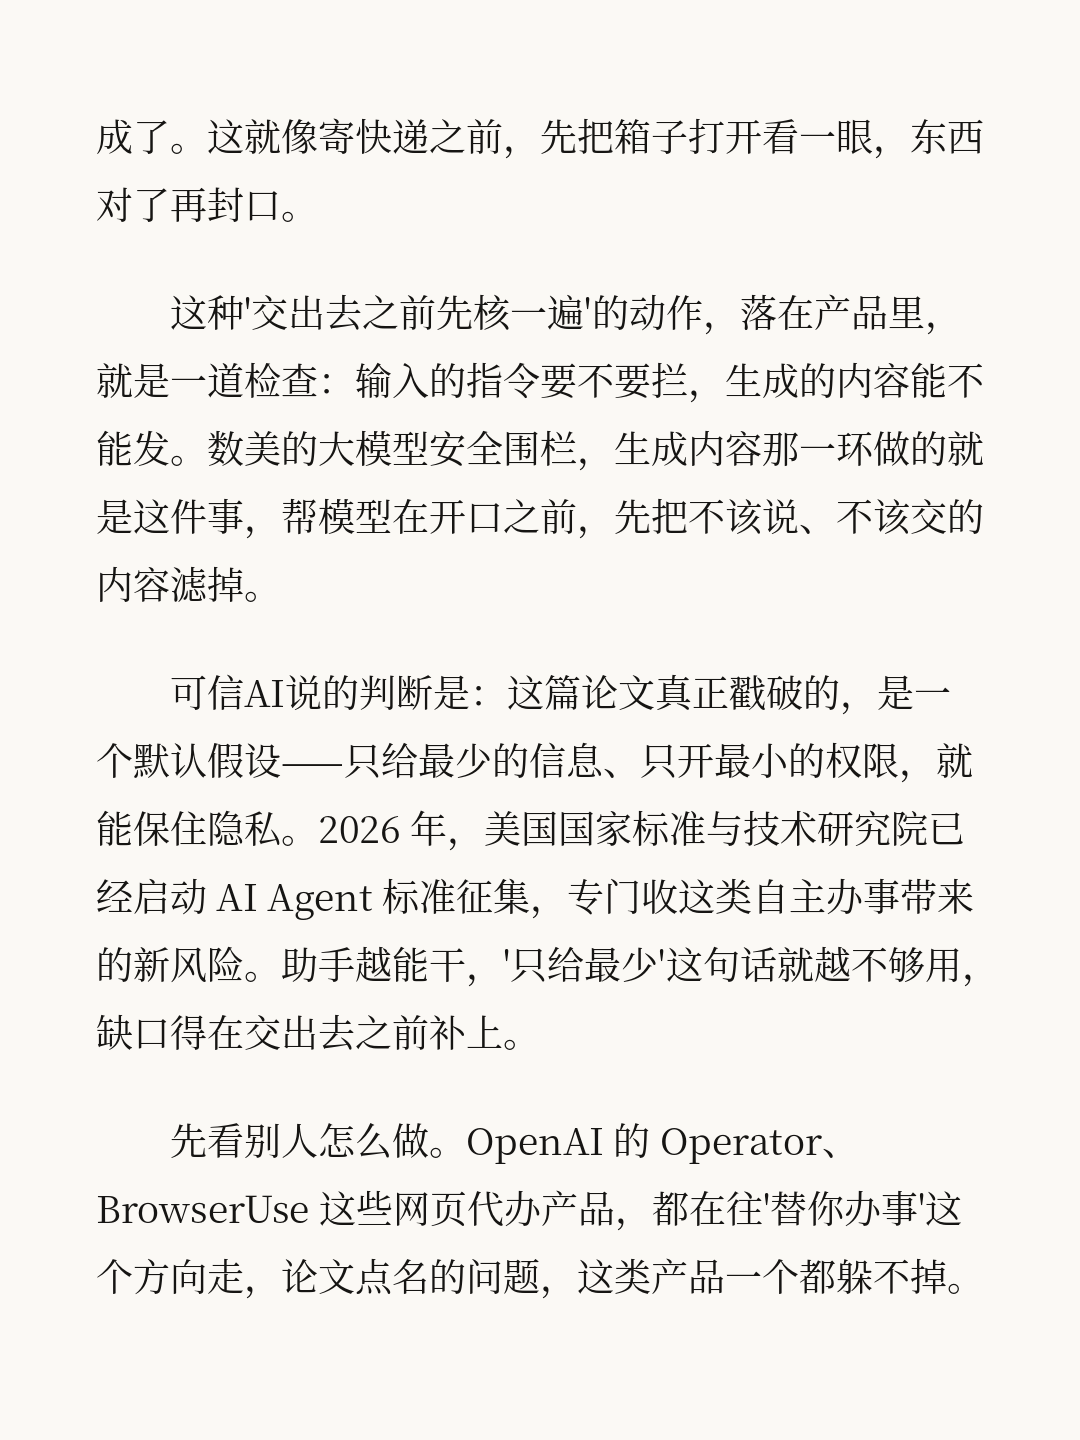 成了。这就像寄快递之前，先把箱子打开看一眼，东西
对了再封口。
这种'交出去之前先核一遍'的动作，落在产品里，
就是一道检查：输入的指令要不要拦，生成的内容能不
能发。数美的大模型安全围栏，生成内容那一环做的就
是这件事，帮模型在开口之前，先把不该说、不该交的
内容滤掉。
可信AI说的判断是：这篇论文真正戳破的，是一
个默认假设——只给最少的信息、只开最小的权限，就
能保住隐私。2026 年，美国国家标准与技术研究院已
经启动 AI Agent 标准征集，专门收这类自主办事带来
的新风险。助手越能干，'只给最少'这句话就越不够用，
缺口得在交出去之前补上。
先看别人怎么做。OpenAI 的 Operator、
BrowserUse 这些网页代办产品，都在往'替你办事'这
个方向走，论文点名的问题，这类产品一个都躲不掉。